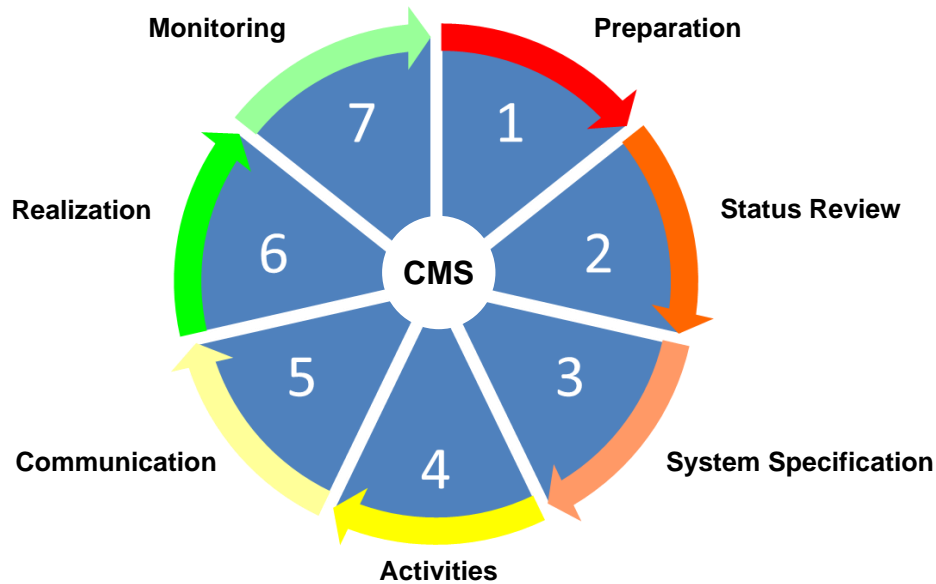 Monitoring
Preparation
7
1
Realization
Status Review
6
CMS
2
5
3
Communication
4
System Specification
Activities